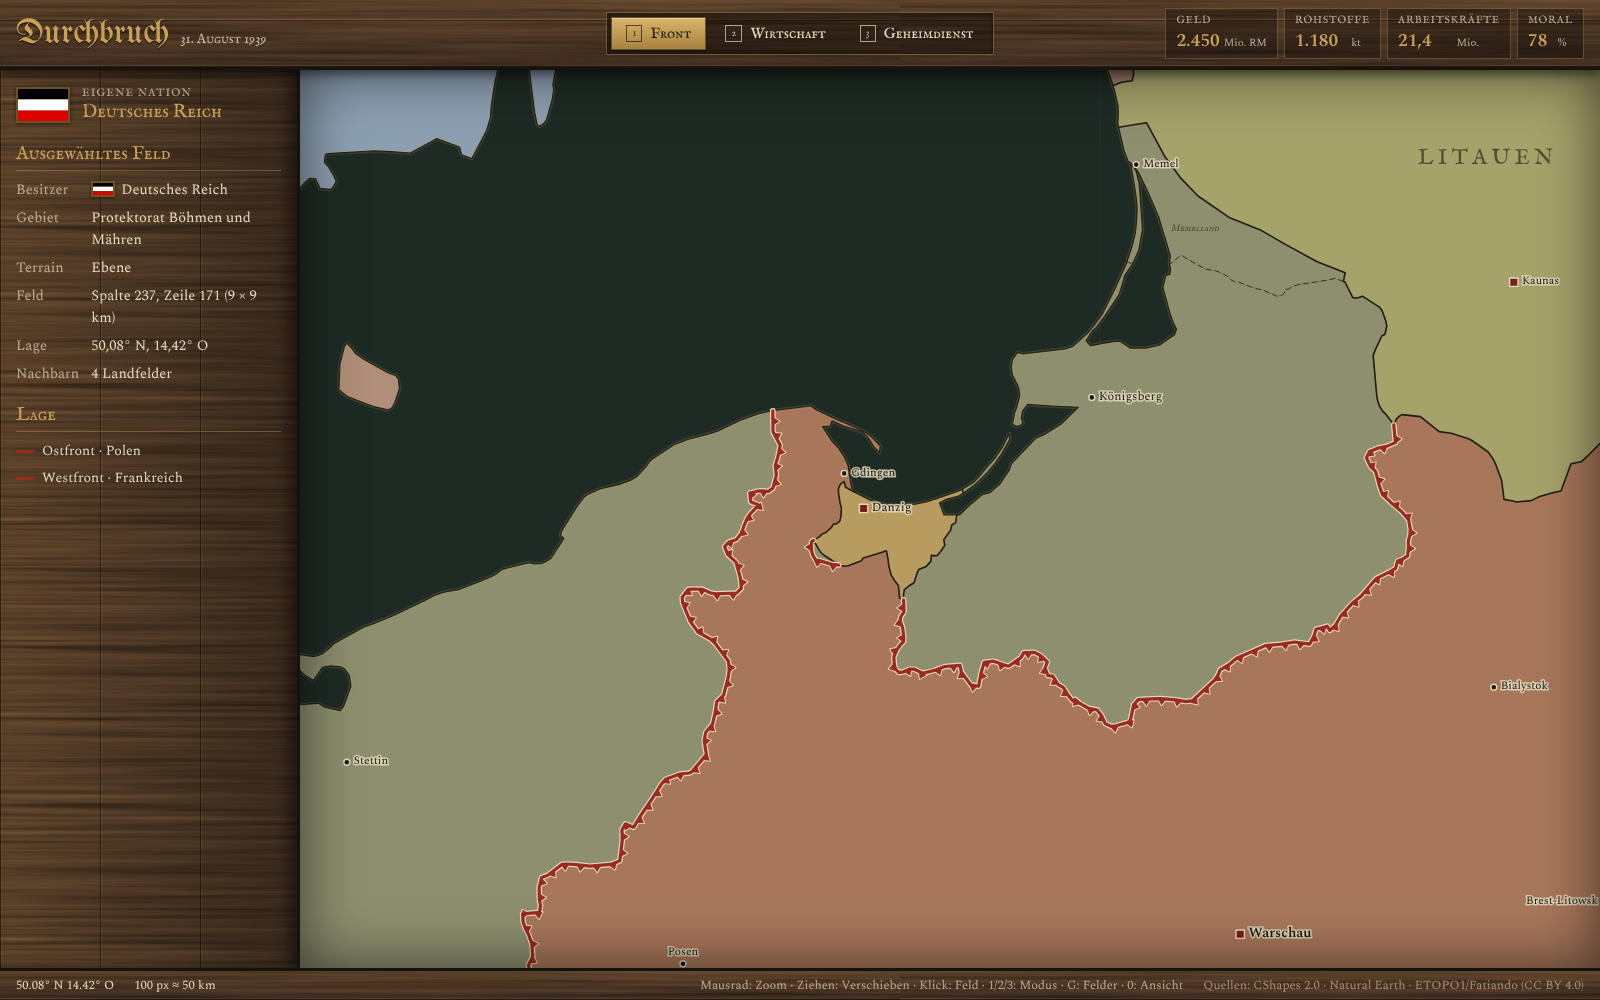 Durchbruch 31. August 1939
1 Front 2 Wirtschaft 3 Geheimdienst
Geld
2.450 Mio. RM
Rohstoffe
1.180 kt
Arbeitskräfte
21,4 Mio.
Moral
78 %
Eigene Nation
Deutsches Reich
Ausgewähltes Feld
Besitzer Deutsches Reich
Gebiet Protektorat Böhmen und
Mähren
Terrain Ebene
Feld Spalte 237, Zeile 171 (9 × 9
km)
Lage 50,08° N, 14,42° O
Nachbarn 4 Landfelder
Lage
Ostfront · Polen
Westfront · Frankreich
LITAUEN
Memel
Memelland
Kaunas
Königsberg
Gdingen
Danzig
Bialystok
Stettin
Brest-Litowsk
Warschau
Posen
50.08° N 14.42° O 100 px ≈ 50 km
Mausrad: Zoom · Ziehen: Verschieben · Klick: Feld · 1/2/3: Modus · G: Felder · 0: Ansicht Quellen: CShapes 2.0 · Natural Earth · ETOPO1/Fatiando (CC BY 4.0)